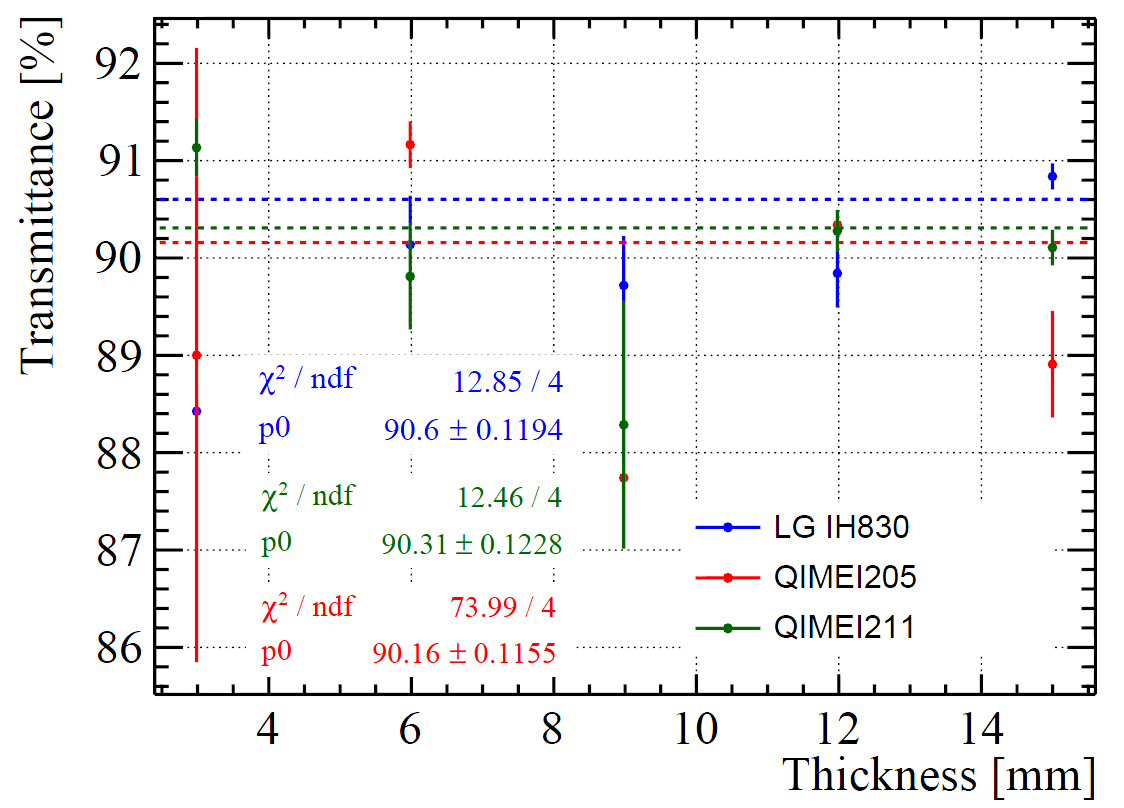 Transmittance [%]
92
91
90
89
88
87
86
χ² / ndf 12.85 / 4
p0 90.6 ± 0.1194
χ² / ndf 12.46 / 4
p0 90.31 ± 0.1228
χ² / ndf 73.99 / 4
p0 90.16 ± 0.1155
LG IH830
QIMEI205
QIMEI211
4 6 8 10 12 14
Thickness [mm]